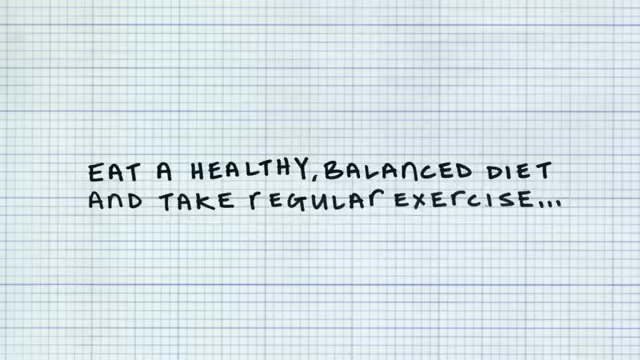 EAT A HEALTHY, BALANCED DIET
AND TAKE REGULAR EXERCISE...